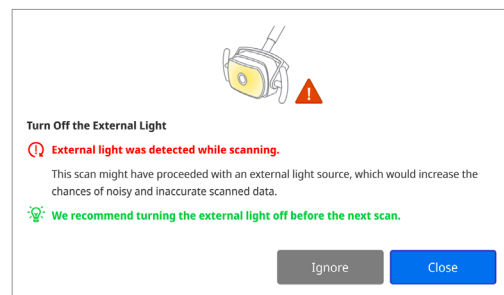 Turn Off the External Light
External light was detected while scanning.
This scan might have proceeded with an external light source, which would increase the
chances of noisy and inaccurate scanned data.
We recommend turning the external light off before the next scan.
Ignore
Close